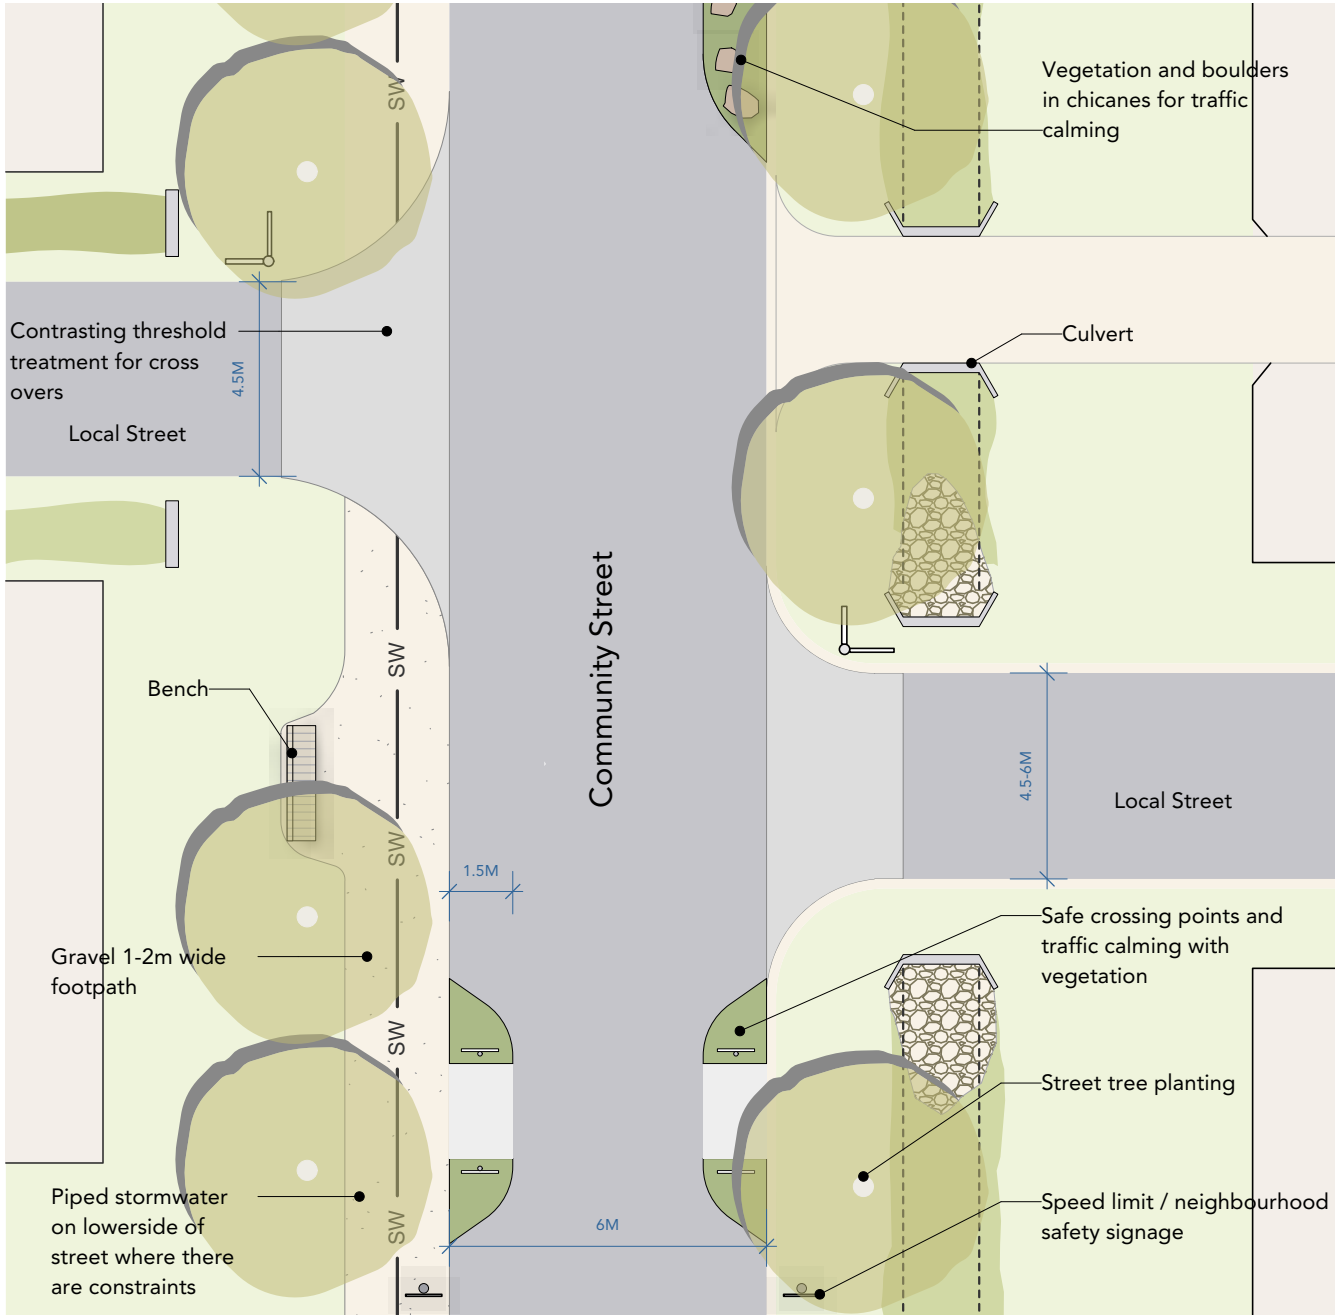 SW
Vegetation and boulders
in chicanes for traffic
calming
Contrasting threshold
treatment for cross
overs
4.5M
Local Street
Culvert
Community Street
SW
Bench
4.5-6M
Local Street
SW
1.5M
Gravel 1-2m wide
footpath
Safe crossing points and
traffic calming with
vegetation
SW
Street tree planting
Piped stormwater
on lowerside of
street where there
are constraints
SW
6M
Speed limit / neighbourhood
safety signage